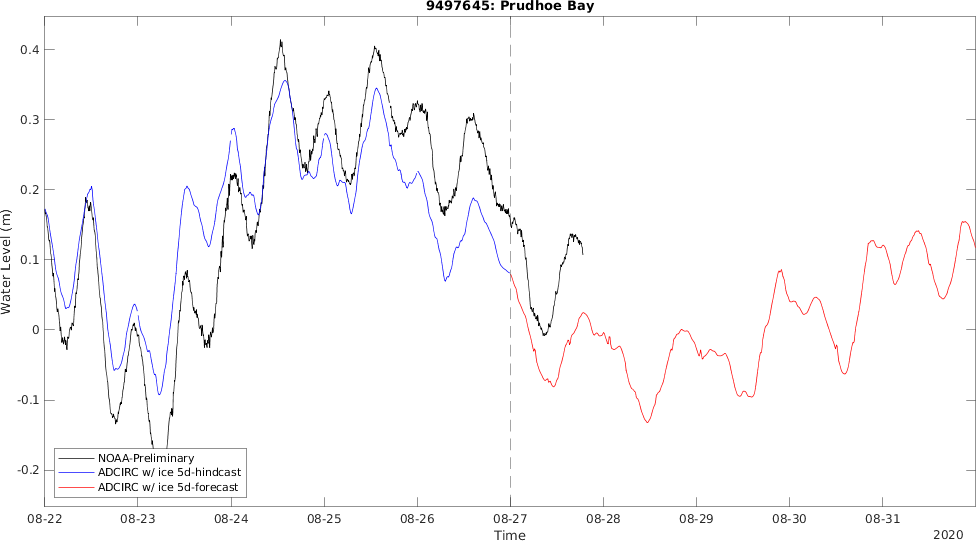 9497645: Prudhoe Bay
Water Level (m)
0.4
0.3
0.2
0.1
0
-0.1
-0.2
NOAA-Preliminary
ADCIRC w/ ice 5d-hindcast
ADCIRC w/ ice 5d-forecast
08-22 08-23 08-24 08-25 08-26 08-27 08-28 08-29 08-30 08-31
Time
2020